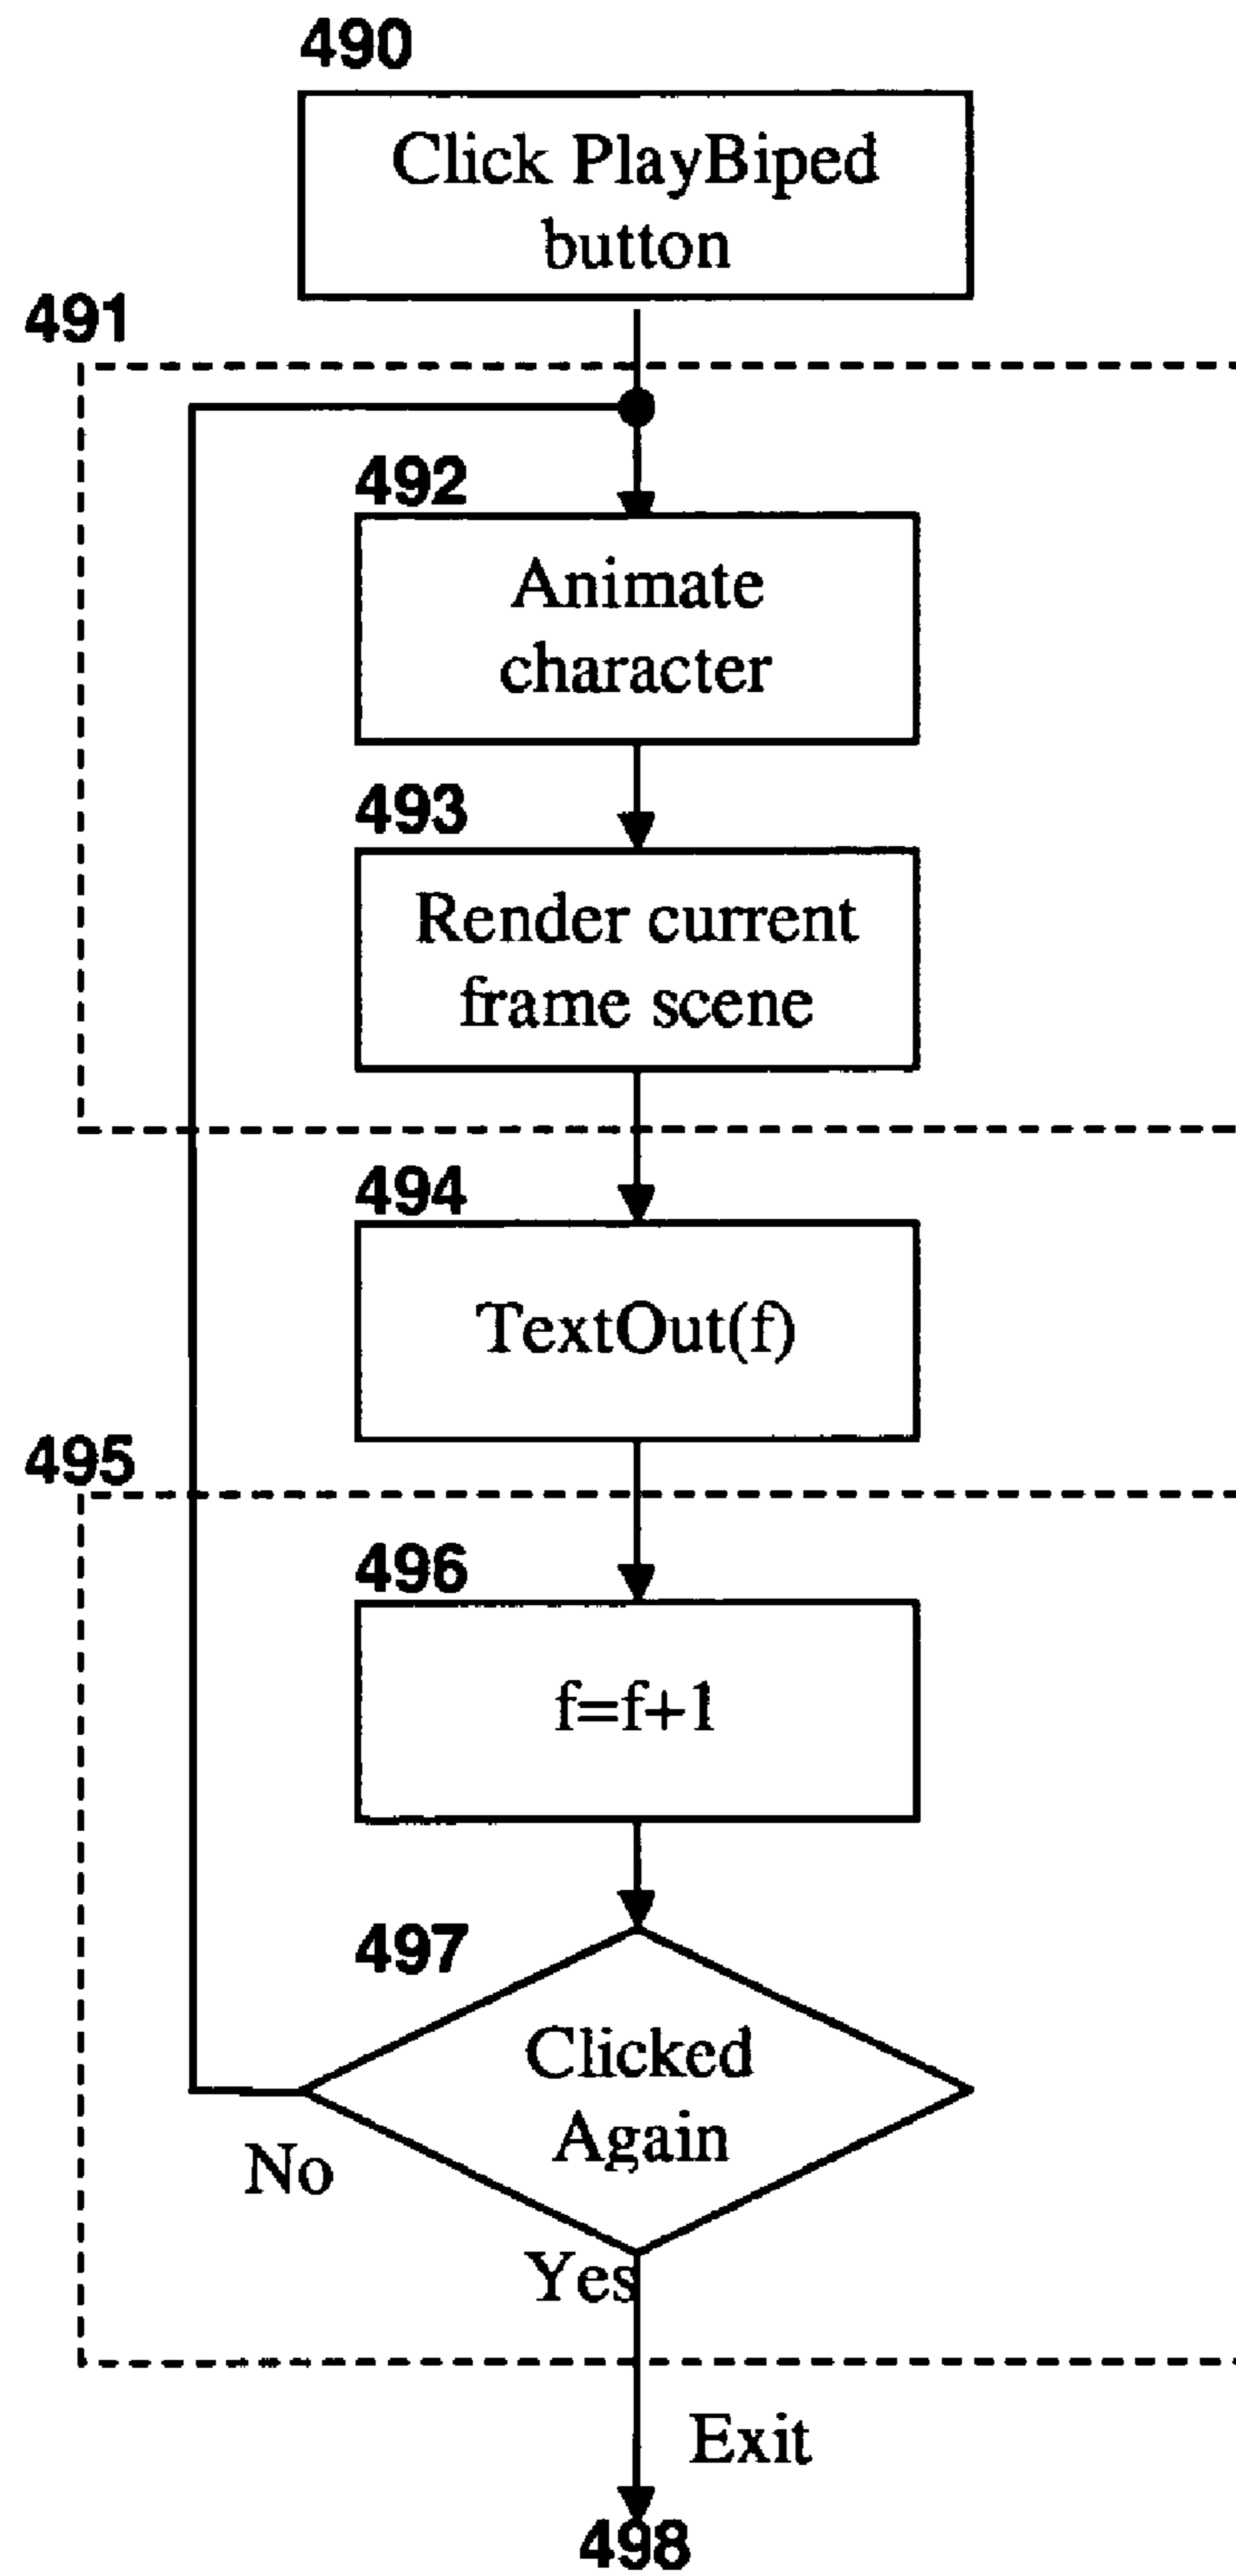 490
Click PlayBiped
button
491
492
Animate
character
493
Render current
frame scene
494
TextOut(f)
495
496
f=f+1
497
Clicked
Again
No
Yes
Exit
498